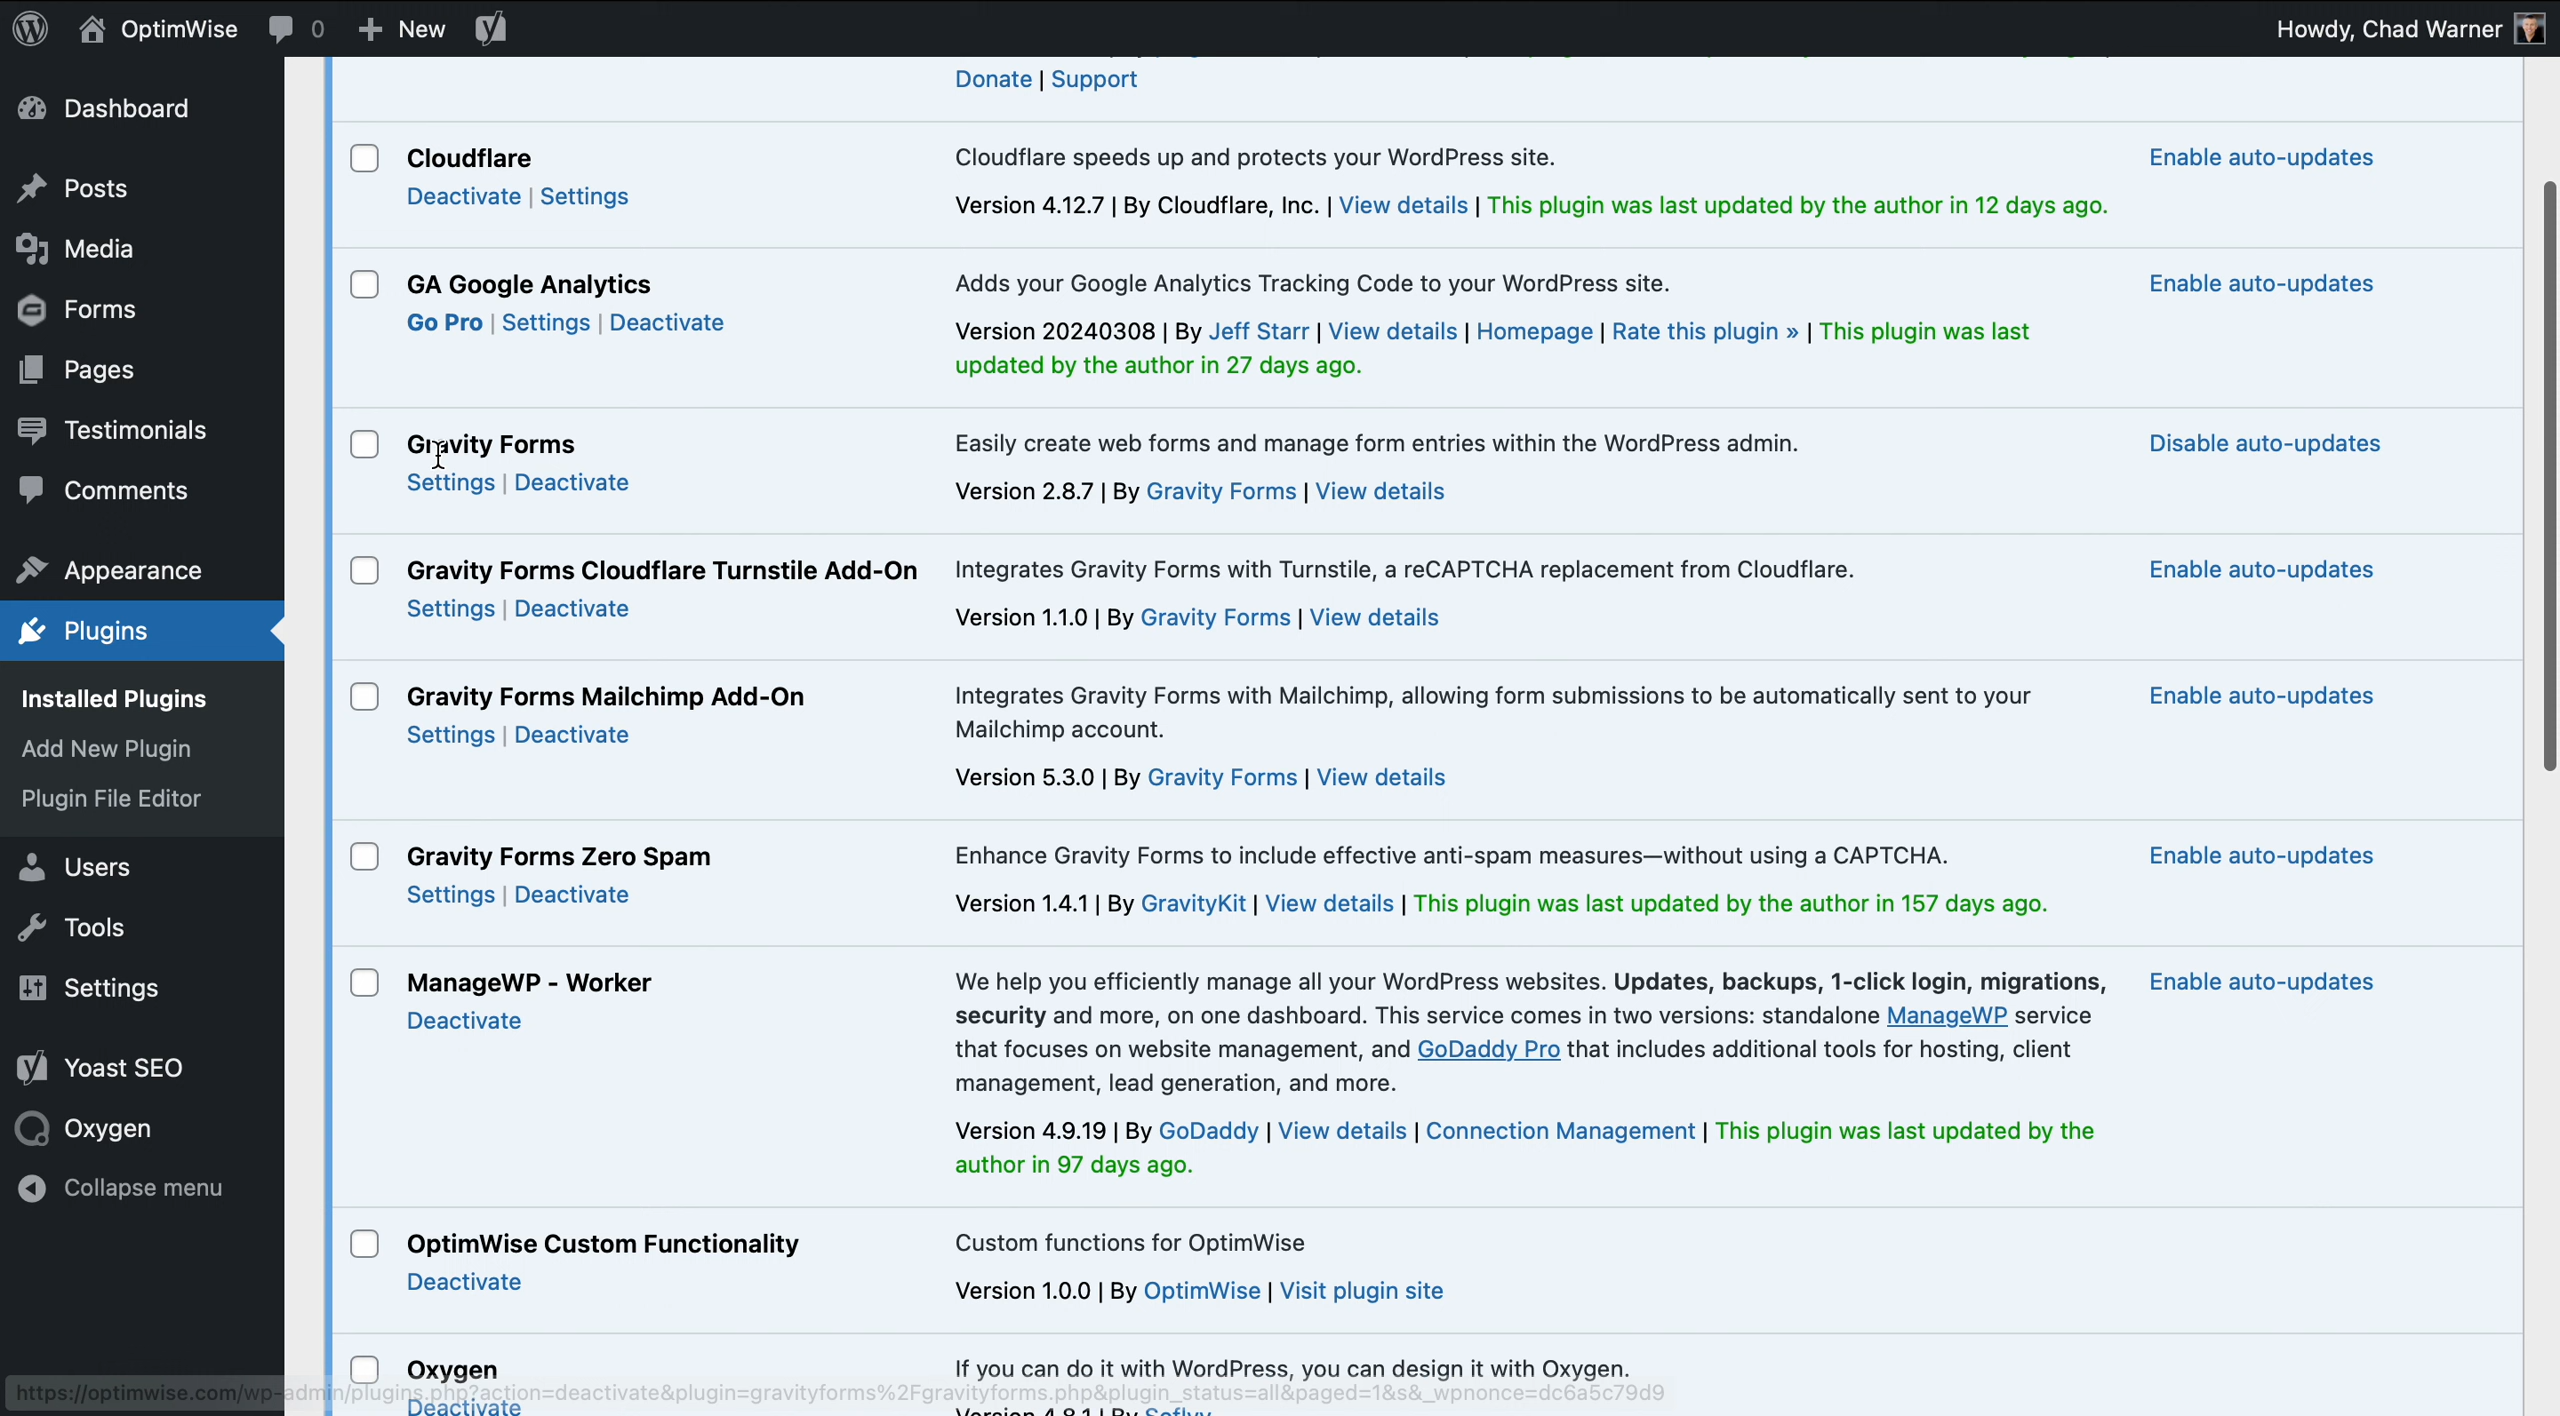 OptimWise 0 New Howdy, Chad Warner
Dashboard
Posts
Media
Forms
Pages
Testimonials
Comments
Appearance
Plugins
Installed Plugins
Add New Plugin
Plugin File Editor
Users
Tools
Settings
Yoast SEO
Oxygen
Collapse menu
Donate | Support
Cloudflare
Deactivate | Settings
Cloudflare speeds up and protects your WordPress site.
Version 4.12.7 | By Cloudflare, Inc. | View details | This plugin was last updated by the author in 12 days ago.
Enable auto-updates
GA Google Analytics
Go Pro | Settings | Deactivate
Adds your Google Analytics Tracking Code to your WordPress site.
Version 20240308 | By Jeff Starr | View details | Homepage | Rate this plugin » | This plugin was last
updated by the author in 27 days ago.
Enable auto-updates
Gravity Forms
Settings | Deactivate
Easily create web forms and manage form entries within the WordPress admin.
Version 2.8.7 | By Gravity Forms | View details
Disable auto-updates
Gravity Forms Cloudflare Turnstile Add-On
Settings | Deactivate
Integrates Gravity Forms with Turnstile, a reCAPTCHA replacement from Cloudflare.
Version 1.1.0 | By Gravity Forms | View details
Enable auto-updates
Gravity Forms Mailchimp Add-On
Settings | Deactivate
Integrates Gravity Forms with Mailchimp, allowing form submissions to be automatically sent to your
Mailchimp account.
Version 5.3.0 | By Gravity Forms | View details
Enable auto-updates
Gravity Forms Zero Spam
Settings | Deactivate
Enhance Gravity Forms to include effective anti-spam measures—without using a CAPTCHA.
Version 1.4.1 | By GravityKit | View details | This plugin was last updated by the author in 157 days ago.
Enable auto-updates
ManageWP - Worker
Deactivate
We help you efficiently manage all your WordPress websites. Updates, backups, 1-click login, migrations,
security and more, on one dashboard. This service comes in two versions: standalone ManageWP service
that focuses on website management, and GoDaddy Pro that includes additional tools for hosting, client
management, lead generation, and more.
Version 4.9.19 | By GoDaddy | View details | Connection Management | This plugin was last updated by the
author in 97 days ago.
Enable auto-updates
OptimWise Custom Functionality
Deactivate
Custom functions for OptimWise
Version 1.0.0 | By OptimWise | Visit plugin site
Oxygen
Deactivate
If you can do it with WordPress, you can design it with Oxygen.
Version 4.8.1 | By Soflyy
https://optimwise.com/wp-admin/plugins.php?action=deactivate&plugin=gravityforms%2Fgravityforms.php&plugin_status=all&paged=1&s&_wpnonce=dc6a5c79d9